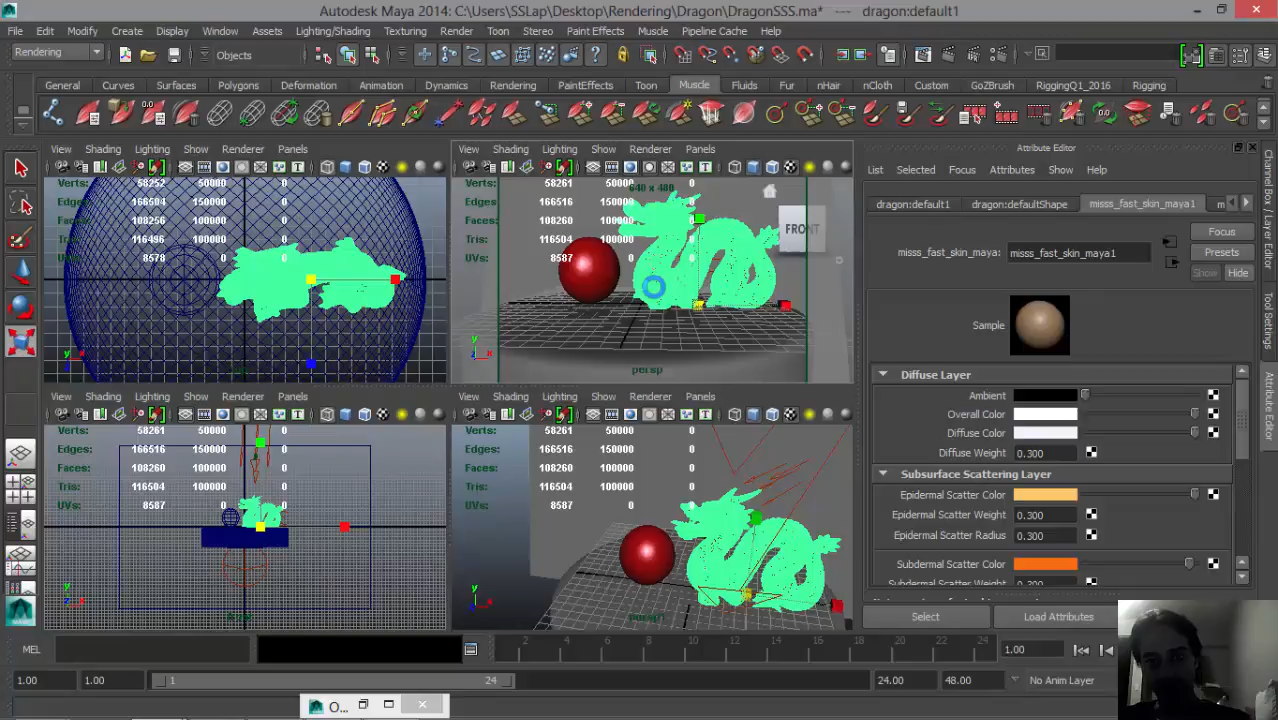 Autodesk Maya 2014: C:\Users\SSLap\Desktop\Rendering\Dragon\DragonSSS.ma* --- dragon:default1
File Edit Modify Create Display Window Assets Lighting/Shading Texturing Render Toon Stereo Paint Effects Muscle Pipeline Cache Help
Rendering Objects
General Curves Surfaces Polygons Deformation Animation Dynamics Rendering PaintEffects Toon Muscle Fluids Fur nHair nCloth Custom GoZBrush RiggingQ1_2016 Rigging
View Shading Lighting Show Renderer Panels
Verts: 58252 50000 0
Edges: 166504 150000 0
Faces: 108256 100000 0
Tris: 116496 100000 0
UVs: 8578 0 0
View Shading Lighting Show Renderer Panels
640 x 480
Verts: 58261 50000 0
Edges: 166516 150000 0
Faces: 108260 100000 0
Tris: 116504 100000 0
UVs: 8587 0 0
FRONT
persp
View Shading Lighting Show Renderer Panels
Verts: 58261 50000 0
Edges: 166516 150000 0
Faces: 108260 100000 0
Tris: 116504 100000 0
UVs: 8587 0 0
View Shading Lighting Show Renderer Panels
Verts: 58261 50000 0
Edges: 166516 150000 0
Faces: 108260 100000 0
Tris: 116504 100000 0
UVs: 8587 0 0
persp1
Attribute Editor
List Selected Focus Attributes Show Help
dragon:default1 dragon:defaultShape misss_fast_skin_maya1 m
Focus
misss_fast_skin_maya: misss_fast_skin_maya1 Presets
Show Hide
Sample
Diffuse Layer
Ambient
Overall Color
Diffuse Color
Diffuse Weight 0.300
Subsurface Scattering Layer
Epidermal Scatter Color
Epidermal Scatter Weight 0.300
Epidermal Scatter Radius 0.300
Subdermal Scatter Color
Subdermal Scatter Weight 0.200
Select Load Attributes
Channel Box / Layer Editor
Tool Settings
Attribute Editor
MEL
2 4 6 8 10 12 14 16 18 20 22 24
1.00
1.00 1.00 1 24 24.00 48.00 No Anim Layer
O...